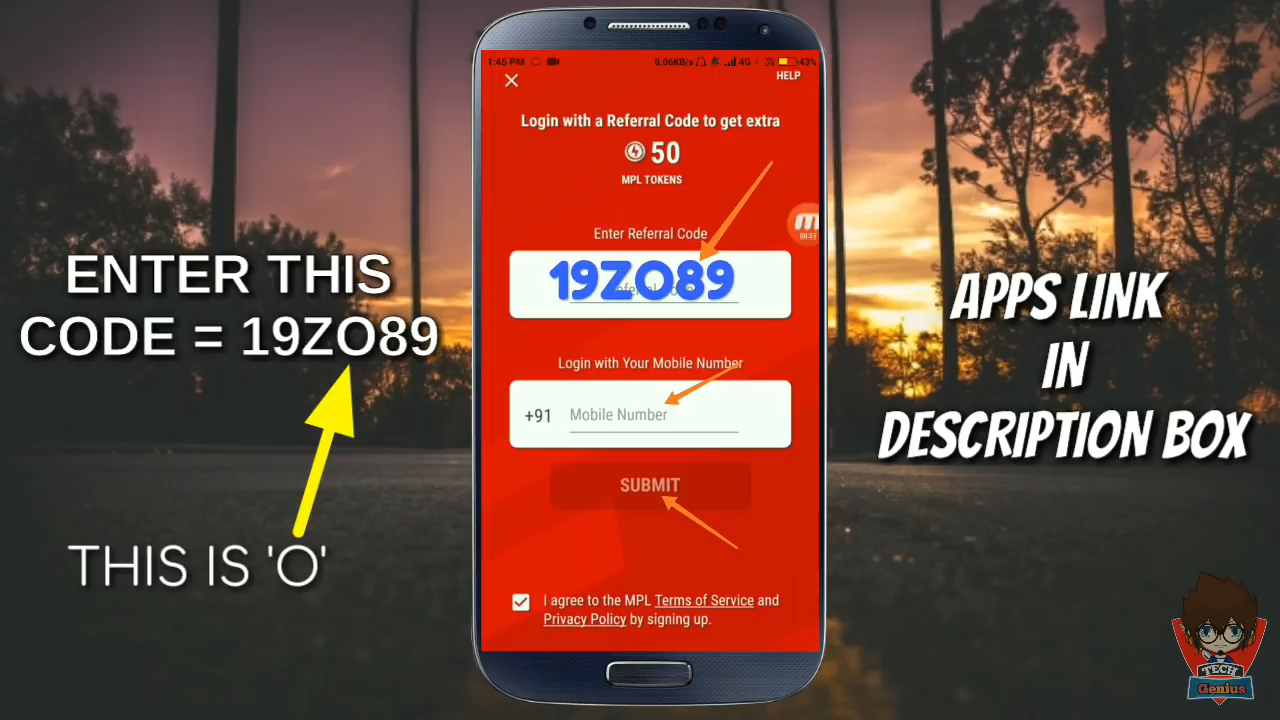 1:45 PM
0.06KB/s
4G
43%
HELP
Login with a Referral Code to get extra
50
MPL TOKENS
Enter Referral Code
19ZO89
Login with Your Mobile Number
+91 Mobile Number
SUBMIT
I agree to the MPL Terms of Service and
Privacy Policy by signing up.
ENTER THIS
CODE = 19ZO89
THIS IS 'O'
APPS LINK
IN
DESCRIPTION BOX
TECH
Genius